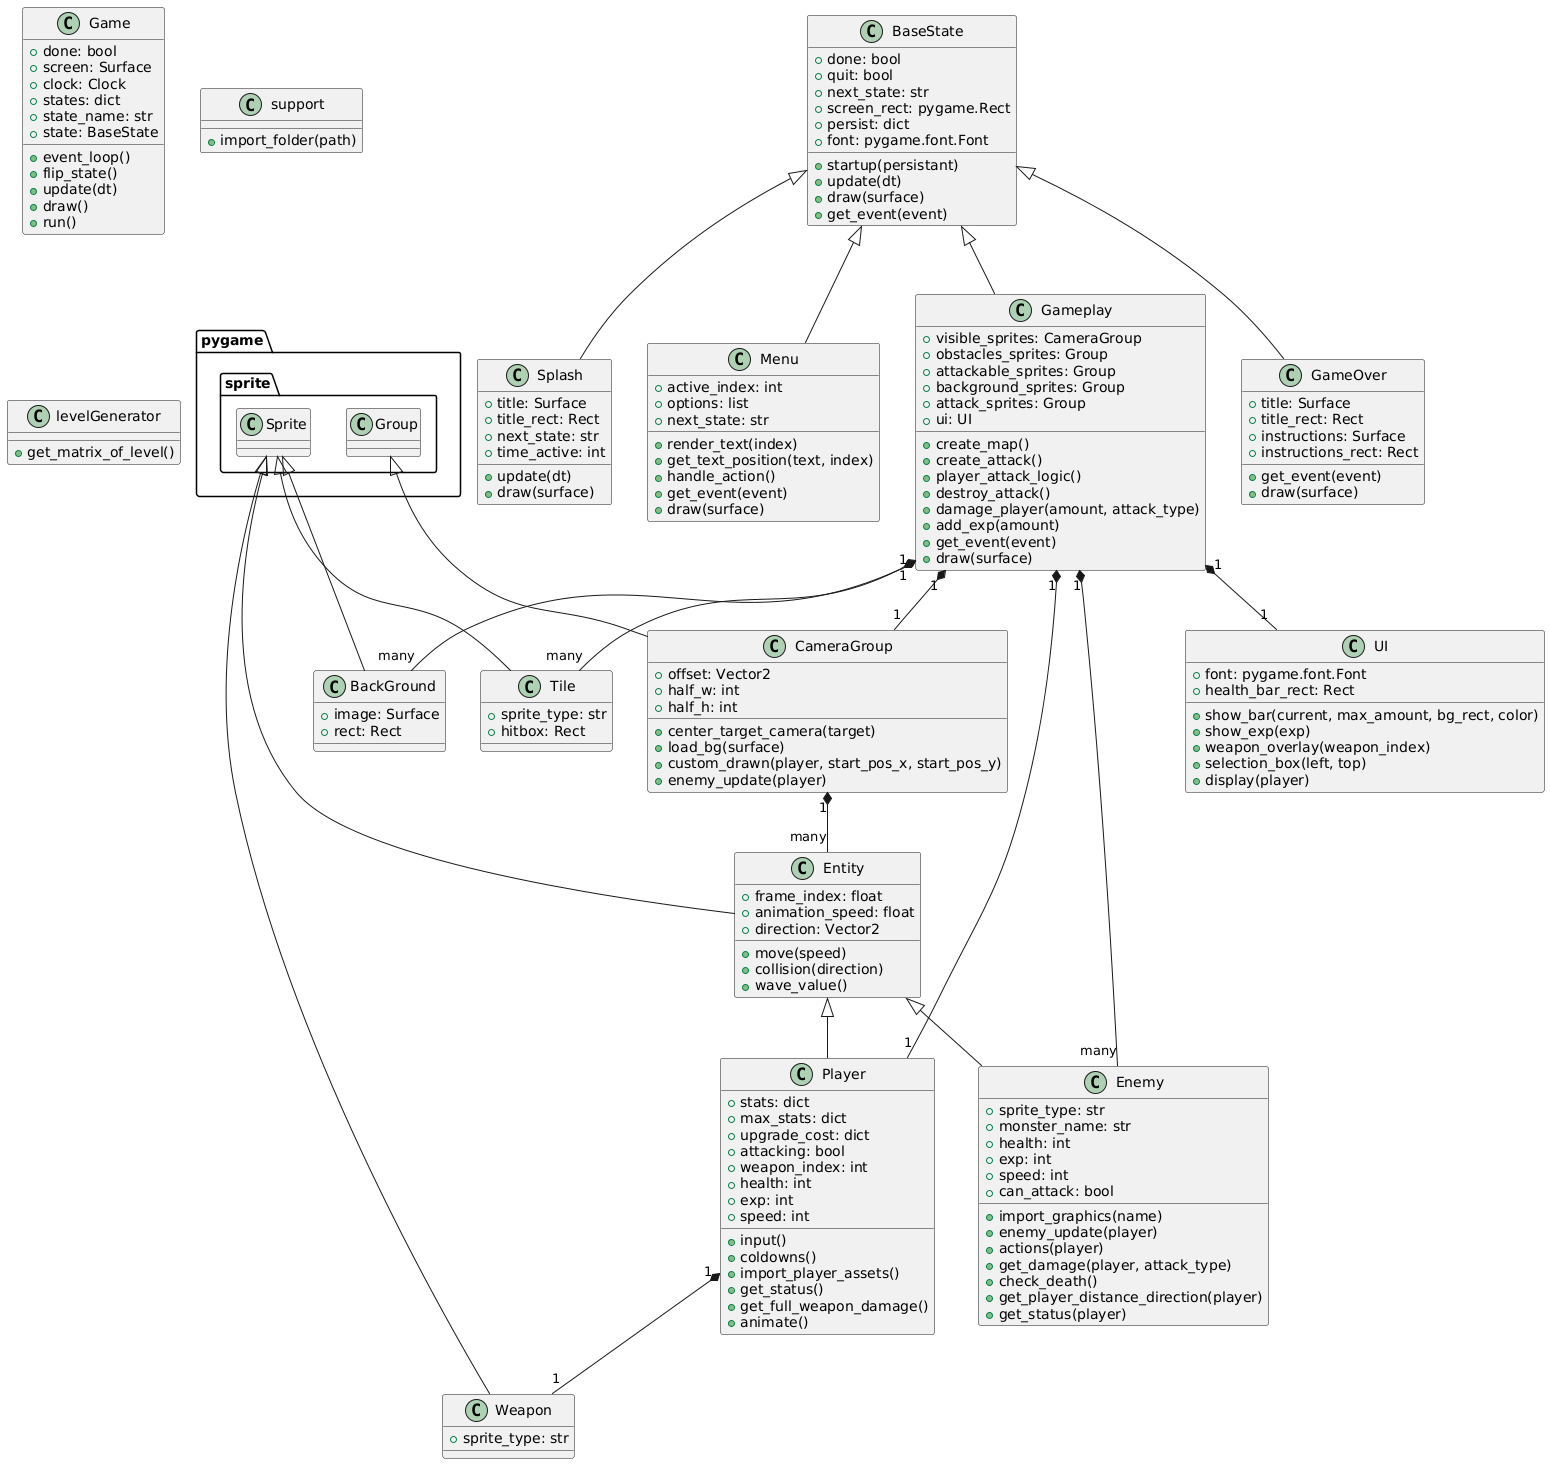 C Game
done: bool
screen: Surface
clock: Clock
states: dict
state_name: str
state: BaseState
event_loop()
flip_state()
update(dt)
draw()
run()
C support
import_folder(path)
C BaseState
done: bool
quit: bool
next_state: str
screen_rect: pygame.Rect
persist: dict
font: pygame.font.Font
startup(persistant)
update(dt)
draw(surface)
get_event(event)
C levelGenerator
get_matrix_of_level()
pygame
sprite
C Sprite
C Group
C Splash
title: Surface
title_rect: Rect
next_state: str
time_active: int
update(dt)
draw(surface)
C Menu
active_index: int
options: list
next_state: str
render_text(index)
get_text_position(text, index)
handle_action()
get_event(event)
draw(surface)
C Gameplay
visible_sprites: CameraGroup
obstacles_sprites: Group
attackable_sprites: Group
background_sprites: Group
attack_sprites: Group
ui: UI
create_map()
create_attack()
player_attack_logic()
destroy_attack()
damage_player(amount, attack_type)
add_exp(amount)
get_event(event)
draw(surface)
C GameOver
title: Surface
title_rect: Rect
instructions: Surface
instructions_rect: Rect
get_event(event)
draw(surface)
1
1
1
1
1
1
many
many
1
1
C BackGround
image: Surface
rect: Rect
C Tile
sprite_type: str
hitbox: Rect
C CameraGroup
offset: Vector2
half_w: int
half_h: int
center_target_camera(target)
load_bg(surface)
custom_drawn(player, start_pos_x, start_pos_y)
enemy_update(player)
C UI
font: pygame.font.Font
health_bar_rect: Rect
show_bar(current, max_amount, bg_rect, color)
show_exp(exp)
weapon_overlay(weapon_index)
selection_box(left, top)
display(player)
1
many
C Entity
frame_index: float
animation_speed: float
direction: Vector2
move(speed)
collision(direction)
wave_value()
1
many
C Player
stats: dict
max_stats: dict
upgrade_cost: dict
attacking: bool
weapon_index: int
health: int
exp: int
speed: int
input()
coldowns()
import_player_assets()
get_status()
get_full_weapon_damage()
animate()
C Enemy
sprite_type: str
monster_name: str
health: int
exp: int
speed: int
can_attack: bool
import_graphics(name)
enemy_update(player)
actions(player)
get_damage(player, attack_type)
check_death()
get_player_distance_direction(player)
get_status(player)
1
1
C Weapon
sprite_type: str